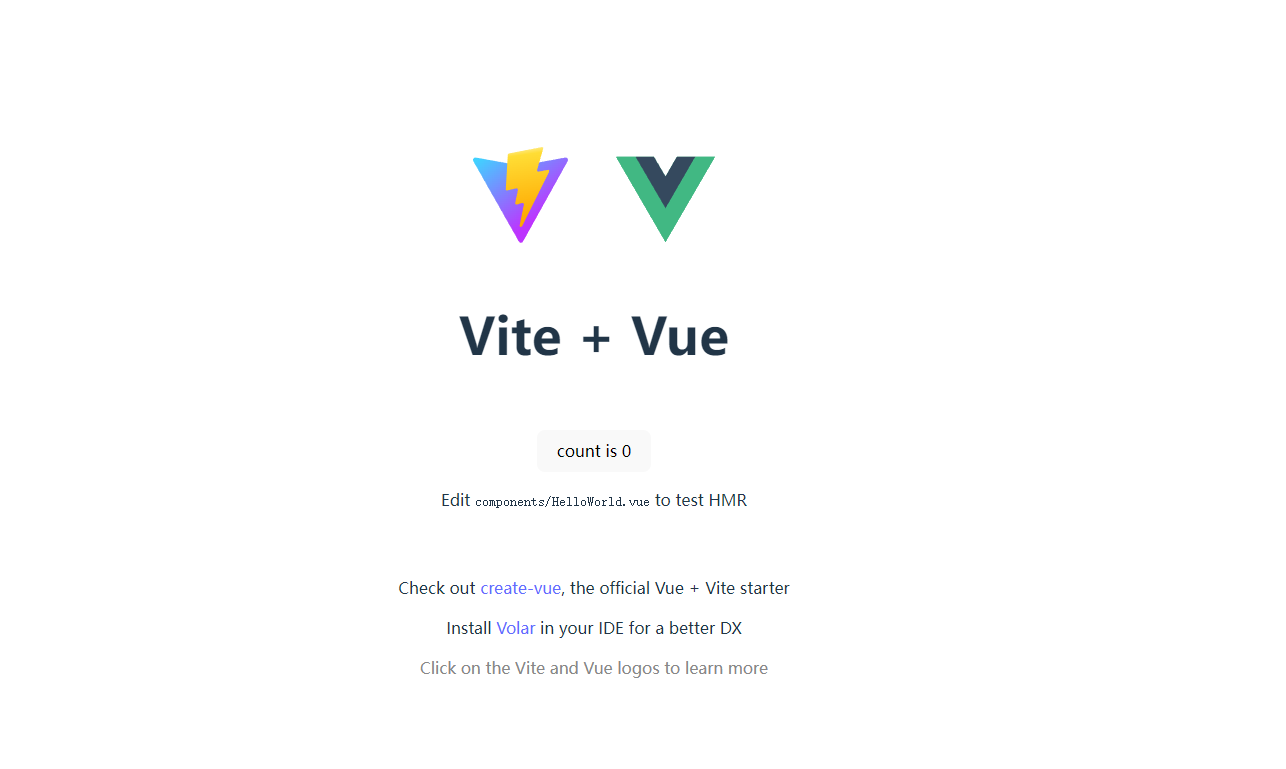 Vite + Vue
count is 0
Edit components/HelloWorld.vue to test HMR
Check out create-vue, the official Vue + Vite starter
Install Volar in your IDE for a better DX
Click on the Vite and Vue logos to learn more